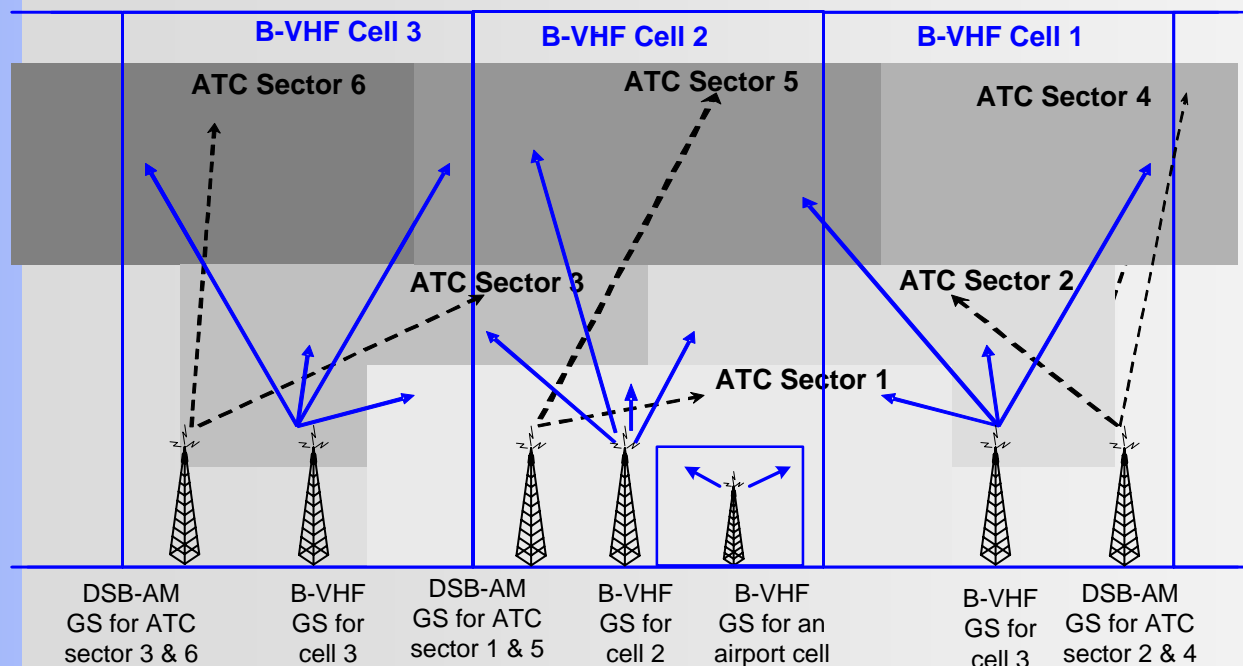 B-VHF Cell 3
B-VHF Cell 2
B-VHF Cell 1
ATC Sector 6
ATC Sector 5
ATC Sector 4
ATC Sector 3
ATC Sector 2
ATC Sector 1
DSB-AM
GS for ATC
sector 3 & 6
B-VHF
GS for
cell 3
DSB-AM
GS for ATC
sector 1 & 5
B-VHF
GS for
cell 2
B-VHF
GS for an
airport cell
B-VHF
GS for
cell 3
DSB-AM
GS for ATC
sector 2 & 4